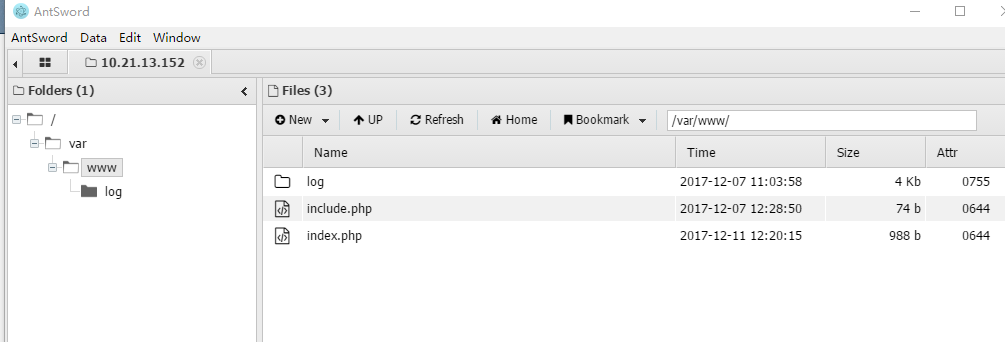 AntSword
AntSword Data Edit Window
10.21.13.152
Folders (1)
/
var
www
log
Files (3)
New UP Refresh Home Bookmark /var/www/
Name Time Size Attr
log 2017-12-07 11:03:58 4 Kb 0755
include.php 2017-12-07 12:28:50 74 b 0644
index.php 2017-12-11 12:20:15 988 b 0644